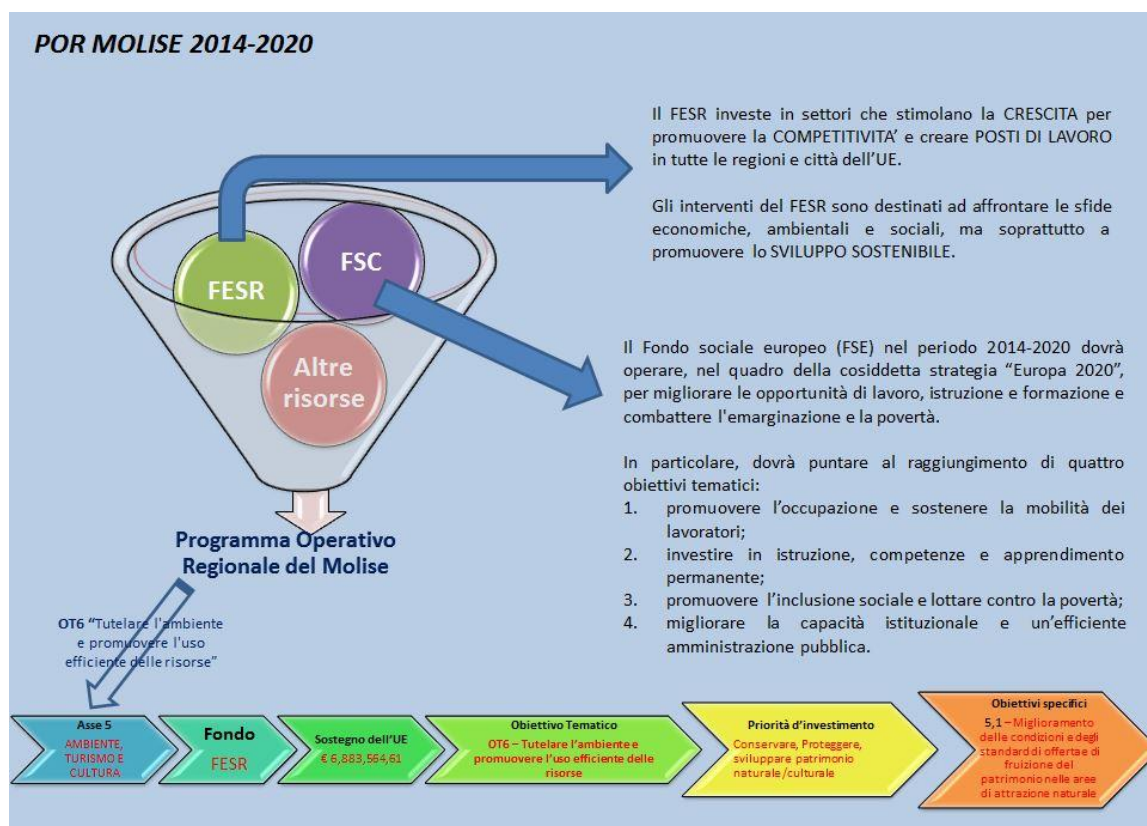 POR MOLISE 2014-2020
Il FESR investe in settori che stimolano la CRESCITA per
promuovere la COMPETITIVITA’ e creare POSTI DI LAVORO
in tutte le regioni e città dell’UE.
Gli interventi del FESR sono destinati ad affrontare le sfide
economiche, ambientali e sociali, ma soprattutto a
promuovere lo SVILUPPO SOSTENIBILE.
FESR
FSC
Altre
risorse
Il Fondo sociale europeo (FSE) nel periodo 2014-2020 dovrà
operare, nel quadro della cosiddetta strategia “Europa 2020”,
per migliorare le opportunità di lavoro, istruzione e formazione e
combattere l'emarginazione e la povertà.
In particolare, dovrà puntare al raggiungimento di quattro
obiettivi tematici:
1. promuovere l’occupazione e sostenere la mobilità dei
lavoratori;
2. investire in istruzione, competenze e apprendimento
permanente;
3. promuovere l’inclusione sociale e lottare contro la povertà;
4. migliorare la capacità istituzionale e un’efficiente
amministrazione pubblica.
Programma Operativo
Regionale del Molise
OT6 “Tutelare l'ambiente
e promuovere l'uso
efficiente delle risorse”
Asse 5
AMBIENTE,
TURISMO E
CULTURA
Fondo
FESR
Sostegno dell’UE
€ 6,883,564,61
Obiettivo Tematico
OT6 – Tutelare l’ambiente e
promuovere l’uso efficiente delle
risorse
Priorità d’investimento
Conservare, Proteggere,
sviluppare patrimonio
naturale/culturale
Obiettivi specifici
5,1 – Miglioramento
delle condizioni e degli
standard di offerta e di
fruizione del
patrimonio nelle aree
di attrazione naturale